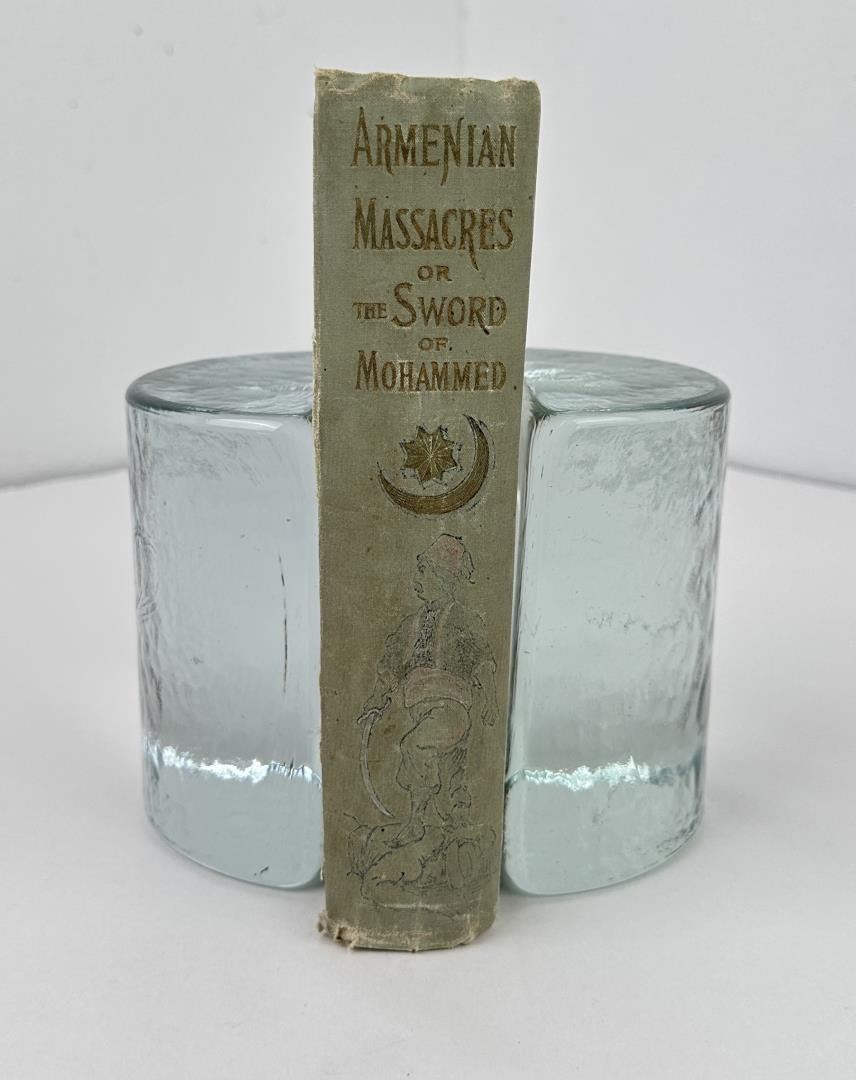 ARMENIAN
MASSACRES
OR
THE SWORD
OF
MOHAMMED